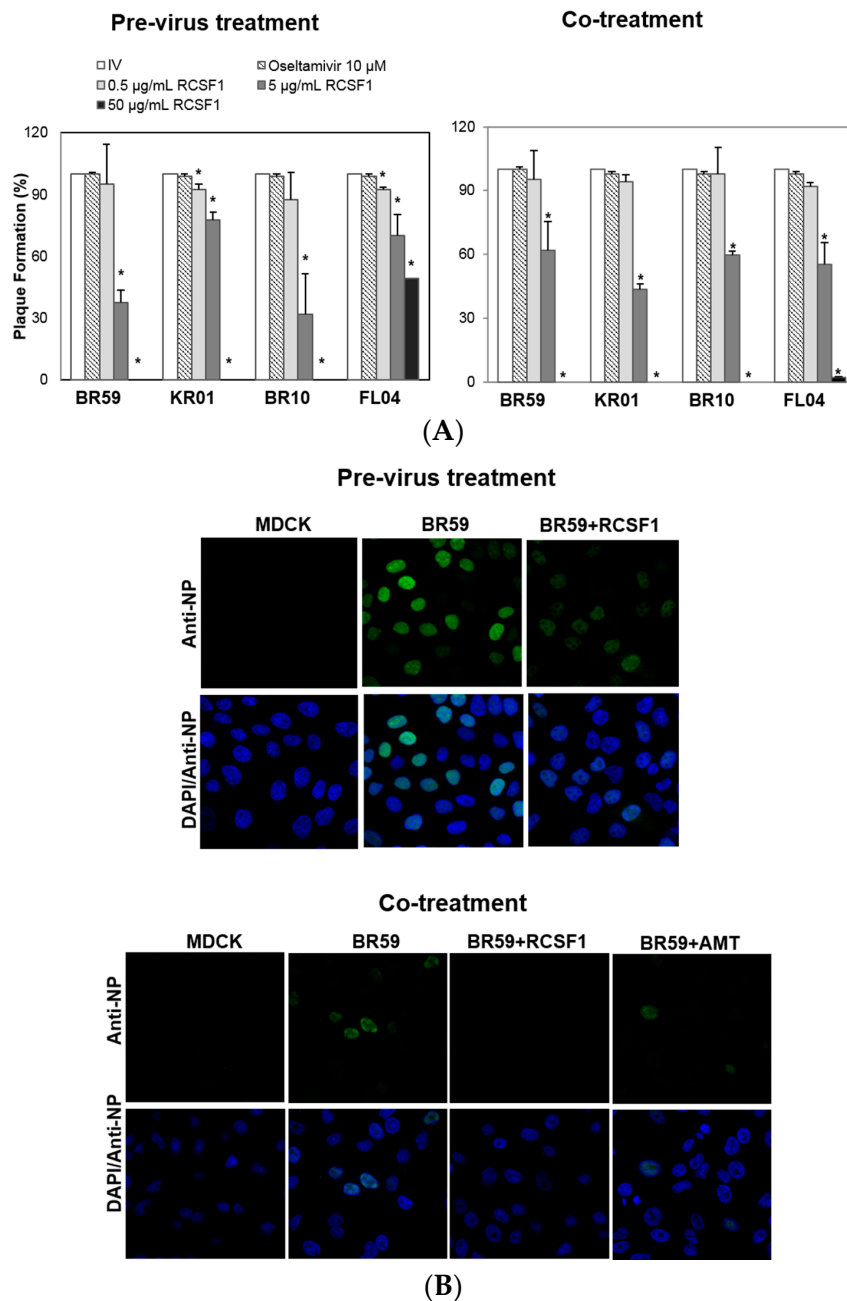 Pre-virus treatment
Co-treatment
IV
Oseltamivir 10 µM
0.5 µg/mL RCSF1
5 µg/mL RCSF1
50 µg/mL RCSF1
Plaque Formation (%)
120
90
60
30
0
* * * * * * * * * *
BR59 KR01 BR10 FL04
120
90
60
30
0
* * * * * * * *
BR59 KR01 BR10 FL04
(A)
Pre-virus treatment
MDCK BR59 BR59+RCSF1
Anti-NP
DAPI/Anti-NP
Co-treatment
MDCK BR59 BR59+RCSF1 BR59+AMT
Anti-NP
DAPI/Anti-NP
(B)